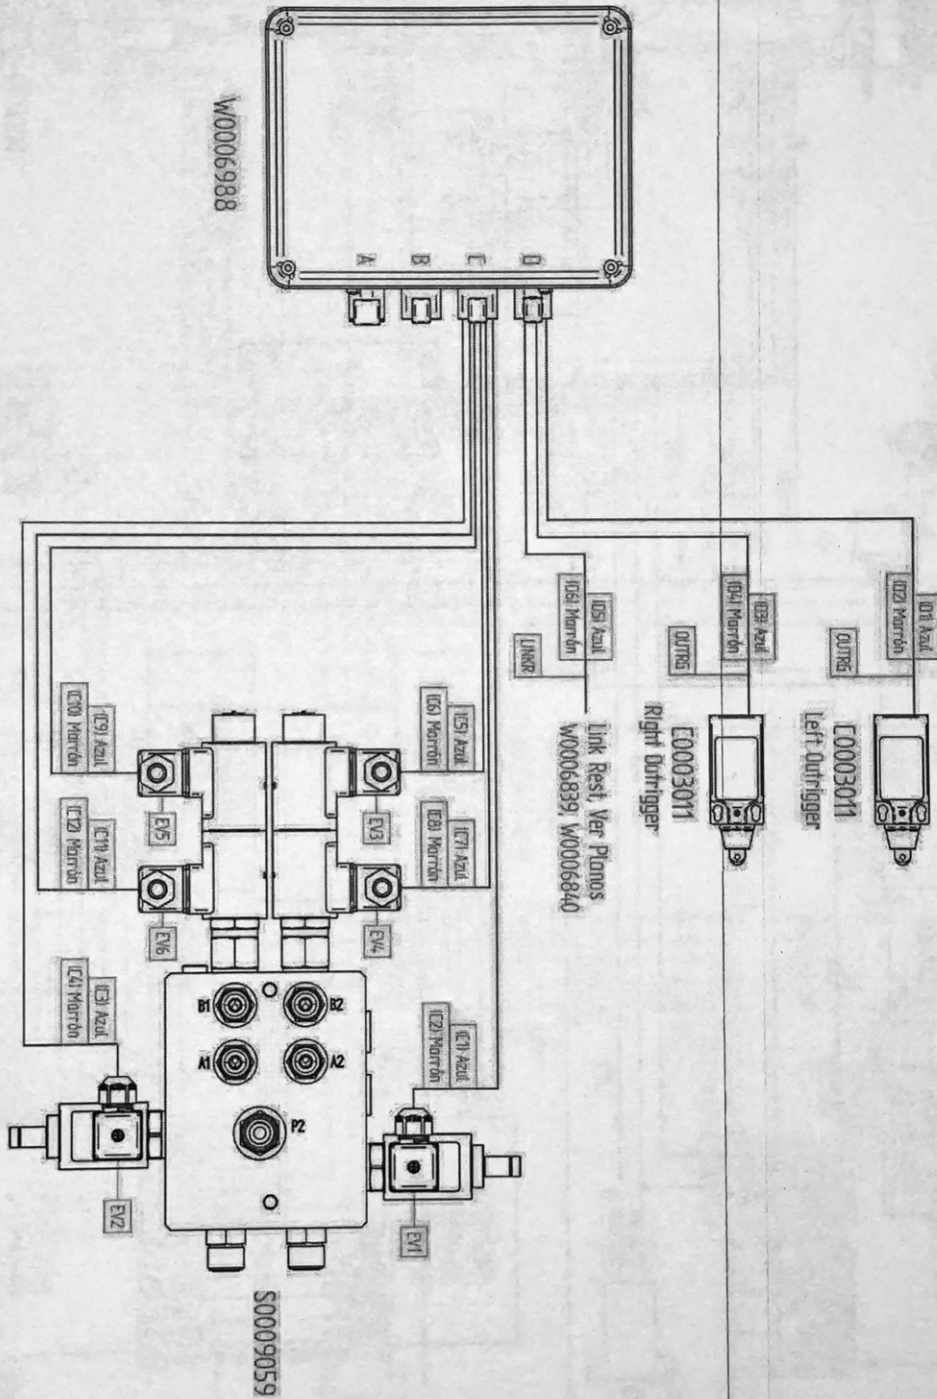 W0006988
A
B
C
D
(D1) Azul
(D2) Marrón
OUTRG
C0003011
Left Outrigger
(D3) Azul
(D4) Marrón
OUTRG
C0003011
Right Outrigger
(D5) Azul
(D6) Marrón
LINKR
Link Rest, Ver Planos
W0006839, W0006840
(C5) Azul
(C6) Marrón
EV3
(C7) Azul
(C8) Marrón
EV4
(C9) Azul
(C10) Marrón
EV5
(C11) Azul
(C12) Marrón
EV6
(C1) Azul
(C2) Marrón
EV1
(C3) Azul
(C4) Marrón
EV2
B1
B2
A1
A2
P2
S0009059